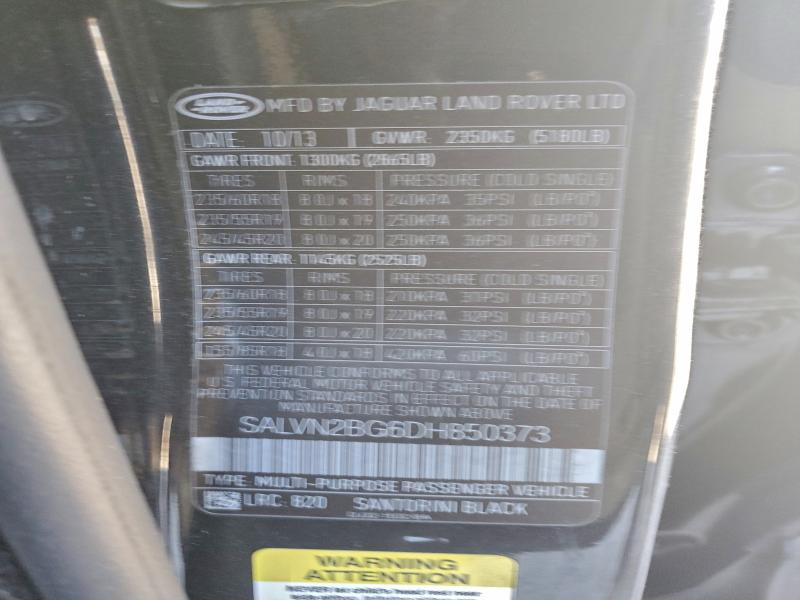 LAND ROVER MFD BY JAGUAR LAND ROVER LTD
DATE: 10/13 GVWR: 2350KG (5180LB)
GAWR FRONT: 1300KG (2865LB)
TIRES RIMS PRESSURE (COLD SINGLE)
235/60R18 8.0J x 18 240KPA 35PSI (LB/PO²)
235/55R19 8.0J x 19 250KPA 36PSI (LB/PO²)
245/45R20 8.0J x 20 250KPA 36PSI (LB/PO²)
GAWR REAR: 1145KG (2525LB)
TIRES RIMS PRESSURE (COLD SINGLE)
235/60R18 8.0J x 18 210KPA 31PSI (LB/PO²)
235/55R19 8.0J x 19 220KPA 32PSI (LB/PO²)
245/45R20 8.0J x 20 220KPA 32PSI (LB/PO²)
4.0J x 18 420KPA 60PSI (LB/PO²)
THIS VEHICLE CONFORMS TO ALL APPLICABLE
U.S FEDERAL MOTOR VEHICLE SAFETY AND THEFT
PREVENTION STANDARDS IN EFFECT ON THE DATE OF
MANUFACTURE SHOWN ABOVE
SALVN2BG6DH850373
TYPE: MULTI-PURPOSE PASSENGER VEHICLE
LRC: 820 SANTORINI BLACK
WARNING
ATTENTION